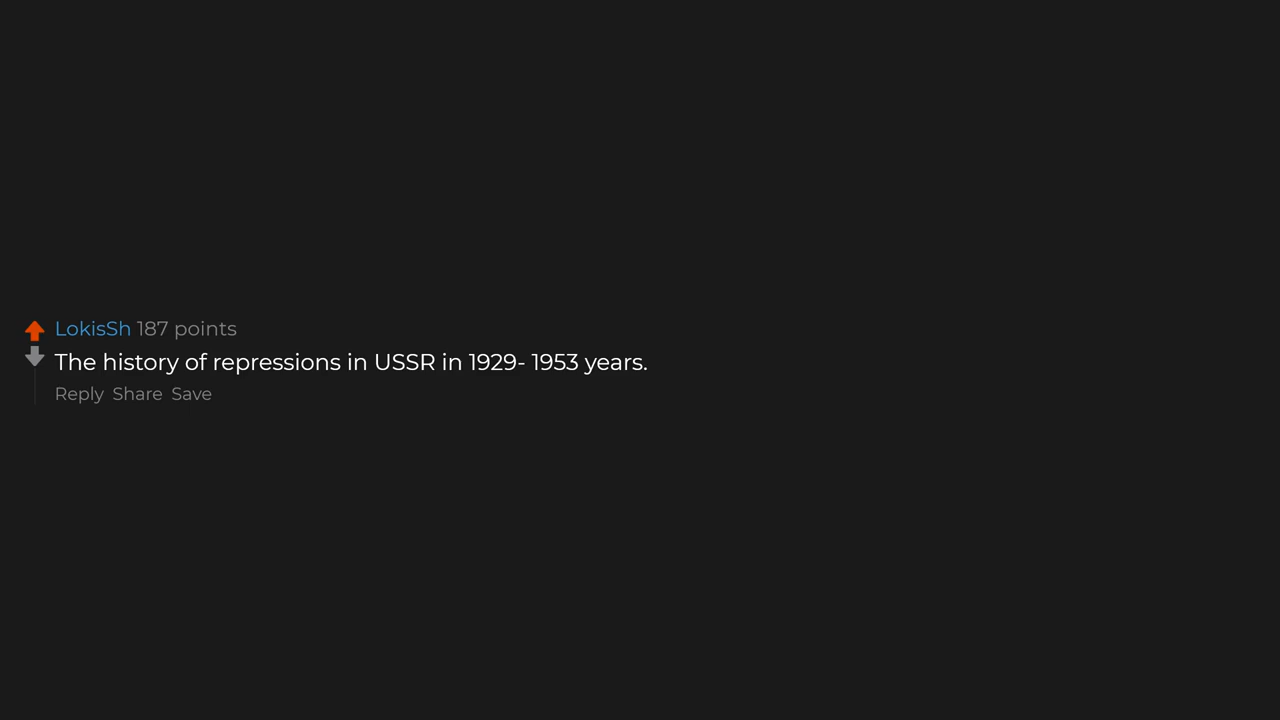 LokisSh 187 points
The history of repressions in USSR in 1929- 1953 years.
Reply Share Save